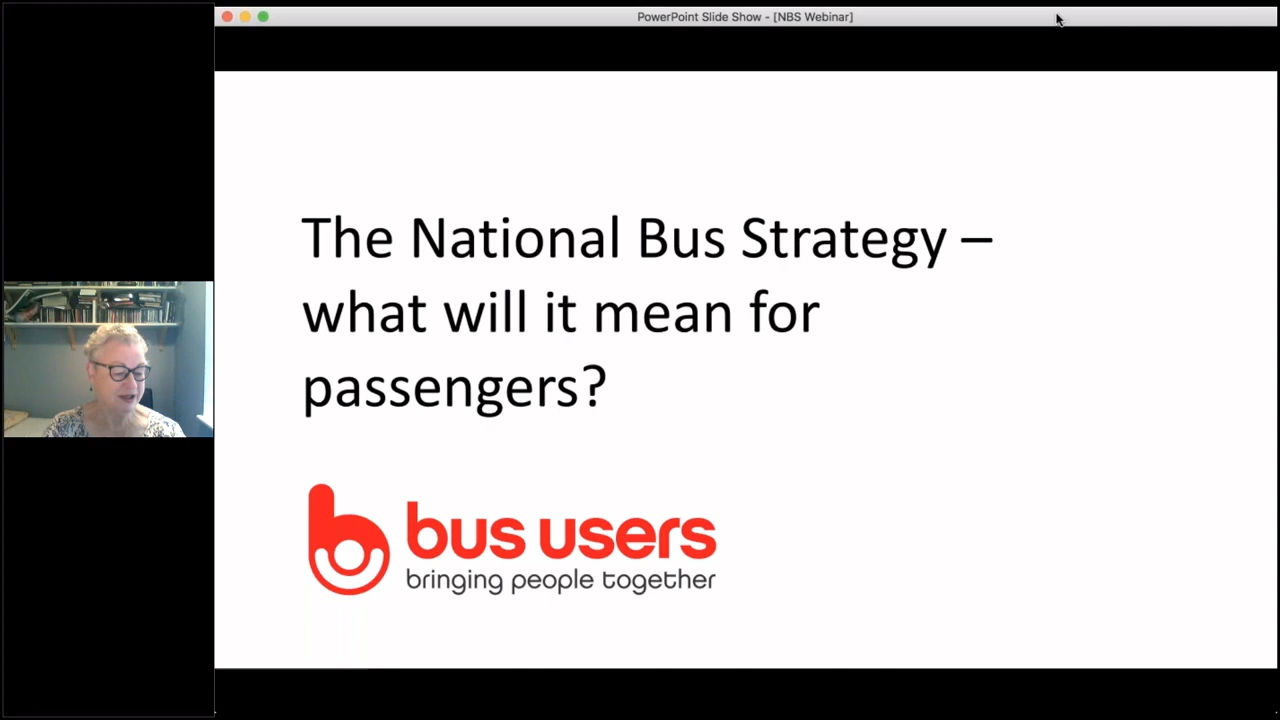 PowerPoint Slide Show - [NBS Webinar]
The National Bus Strategy –
what will it mean for
passengers?
bus users
bringing people together